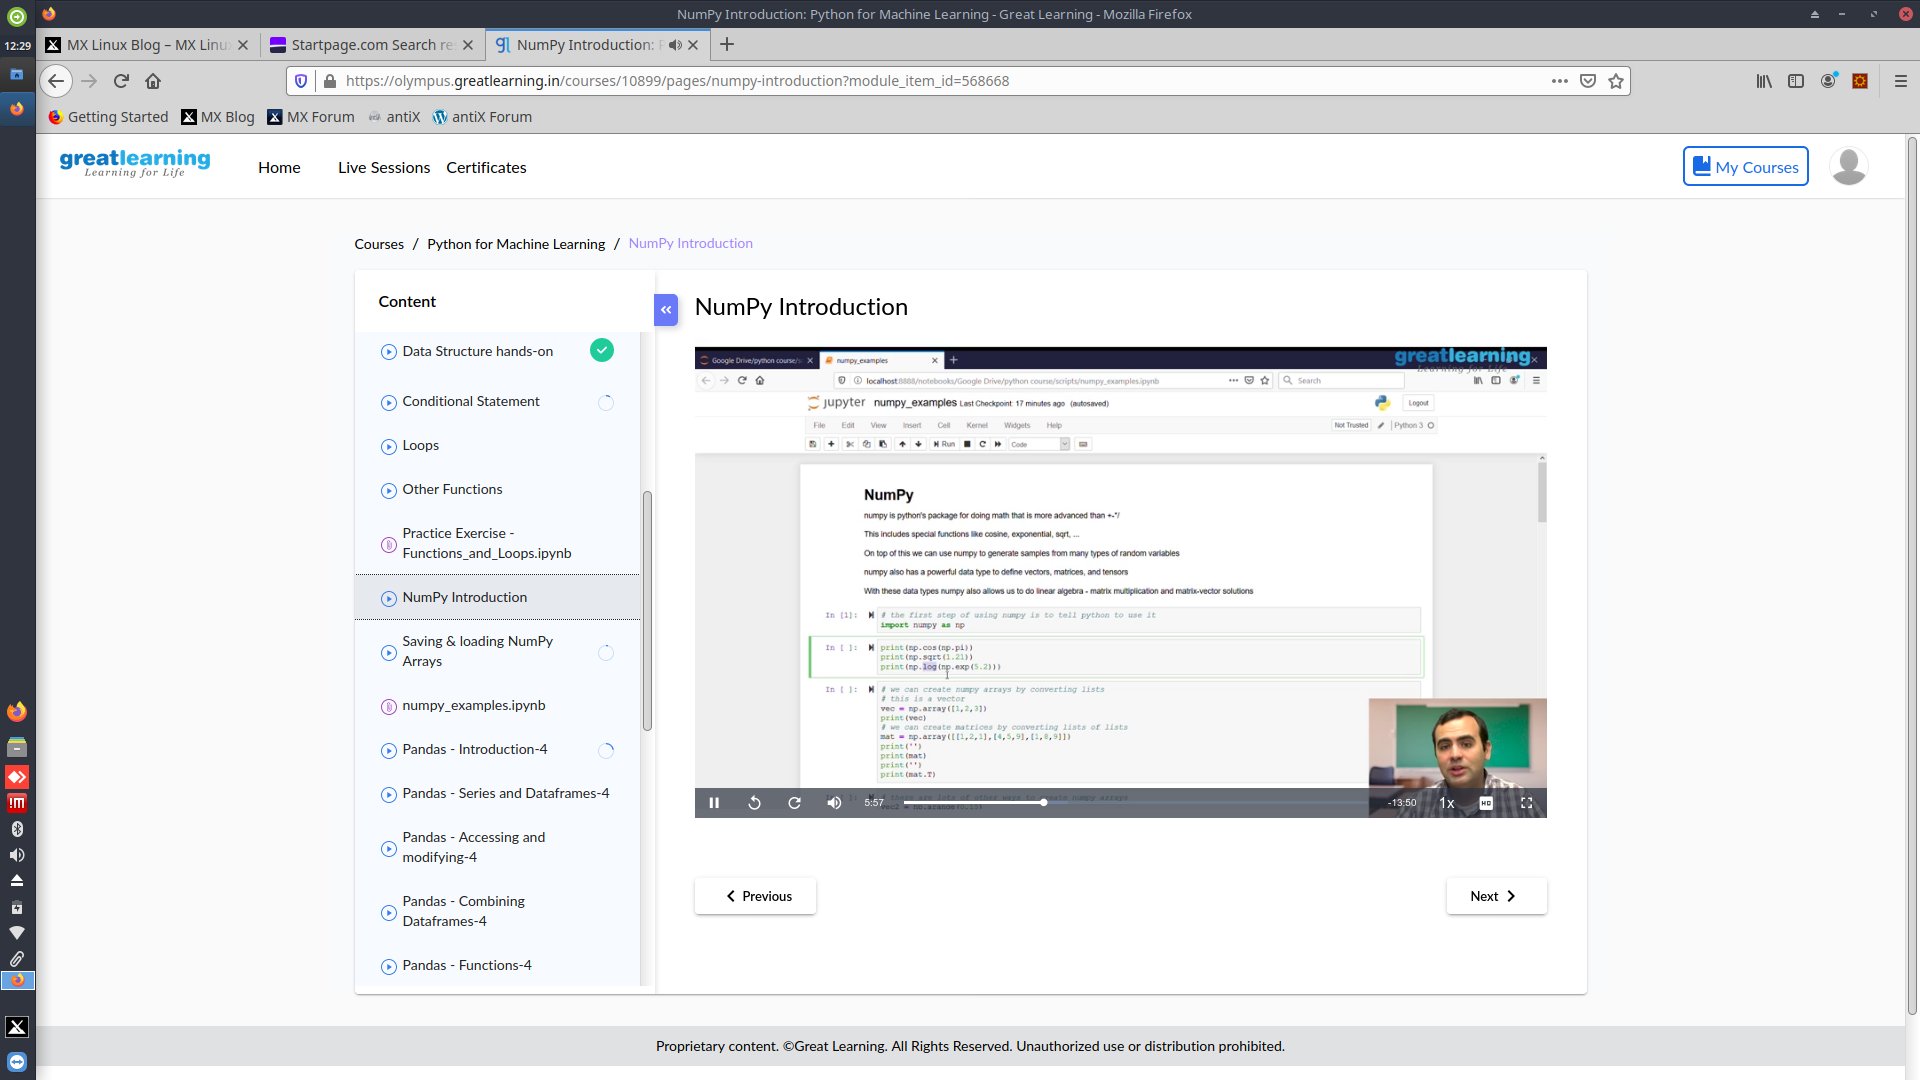 NumPy Introduction: Python for Machine Learning - Great Learning - Mozilla Firefox
12:29
MX Linux Blog – MX Linu
Startpage.com Search re
NumPy Introduction: P
https://olympus.greatlearning.in/courses/10899/pages/numpy-introduction?module_item_id=568668
Getting Started
MX Blog
MX Forum
antiX
antiX Forum
greatlearning
Learning for Life
Home
Live Sessions
Certificates
My Courses
Courses / Python for Machine Learning / NumPy Introduction
Content
Data Structure hands-on
Conditional Statement
Loops
Other Functions
Practice Exercise -
Functions_and_Loops.ipynb
NumPy Introduction
Saving & loading NumPy
Arrays
numpy_examples.ipynb
Pandas - Introduction-4
Pandas - Series and Dataframes-4
Pandas - Accessing and
modifying-4
Pandas - Combining
Dataframes-4
Pandas - Functions-4
NumPy Introduction
Google Drive/python course/s
numpy_examples
greatlearning
Learning for Life
localhost:8888/notebooks/Google Drive/python course/scripts/numpy_examples.ipynb
Search
jupyter numpy_examples Last Checkpoint: 17 minutes ago (autosaved)
Logout
File Edit View Insert Cell Kernel Widgets Help
Not Trusted
Python 3
Run
Code
NumPy
numpy is python's package for doing math that is more advanced than +-*/
This includes special functions like cosine, exponential, sqrt, ...
On top of this we can use numpy to generate samples from many types of random variables
numpy also has a powerful data type to define vectors, matrices, and tensors
With these data types numpy also allows us to do linear algebra - matrix multiplication and matrix-vector solutions
In [1]:
# the first step of using numpy is to tell python to use it
import numpy as np
In [ ]:
print(np.cos(np.pi))
print(np.sqrt(1.21))
print(np.log(np.exp(5.2)))
In [ ]:
# we can create numpy arrays by converting lists
# this is a vector
vec = np.array([1,2,3])
print(vec)
# we can create matrices by converting lists of lists
mat = np.array([[1,2,1],[4,5,9],[1,8,9]])
print('')
print(mat)
print('')
print(mat.T)
# there are lots of other ways to create numpy arrays
5:57
-13:50
1x
HD
Previous
Next
Proprietary content. ©Great Learning. All Rights Reserved. Unauthorized use or distribution prohibited.